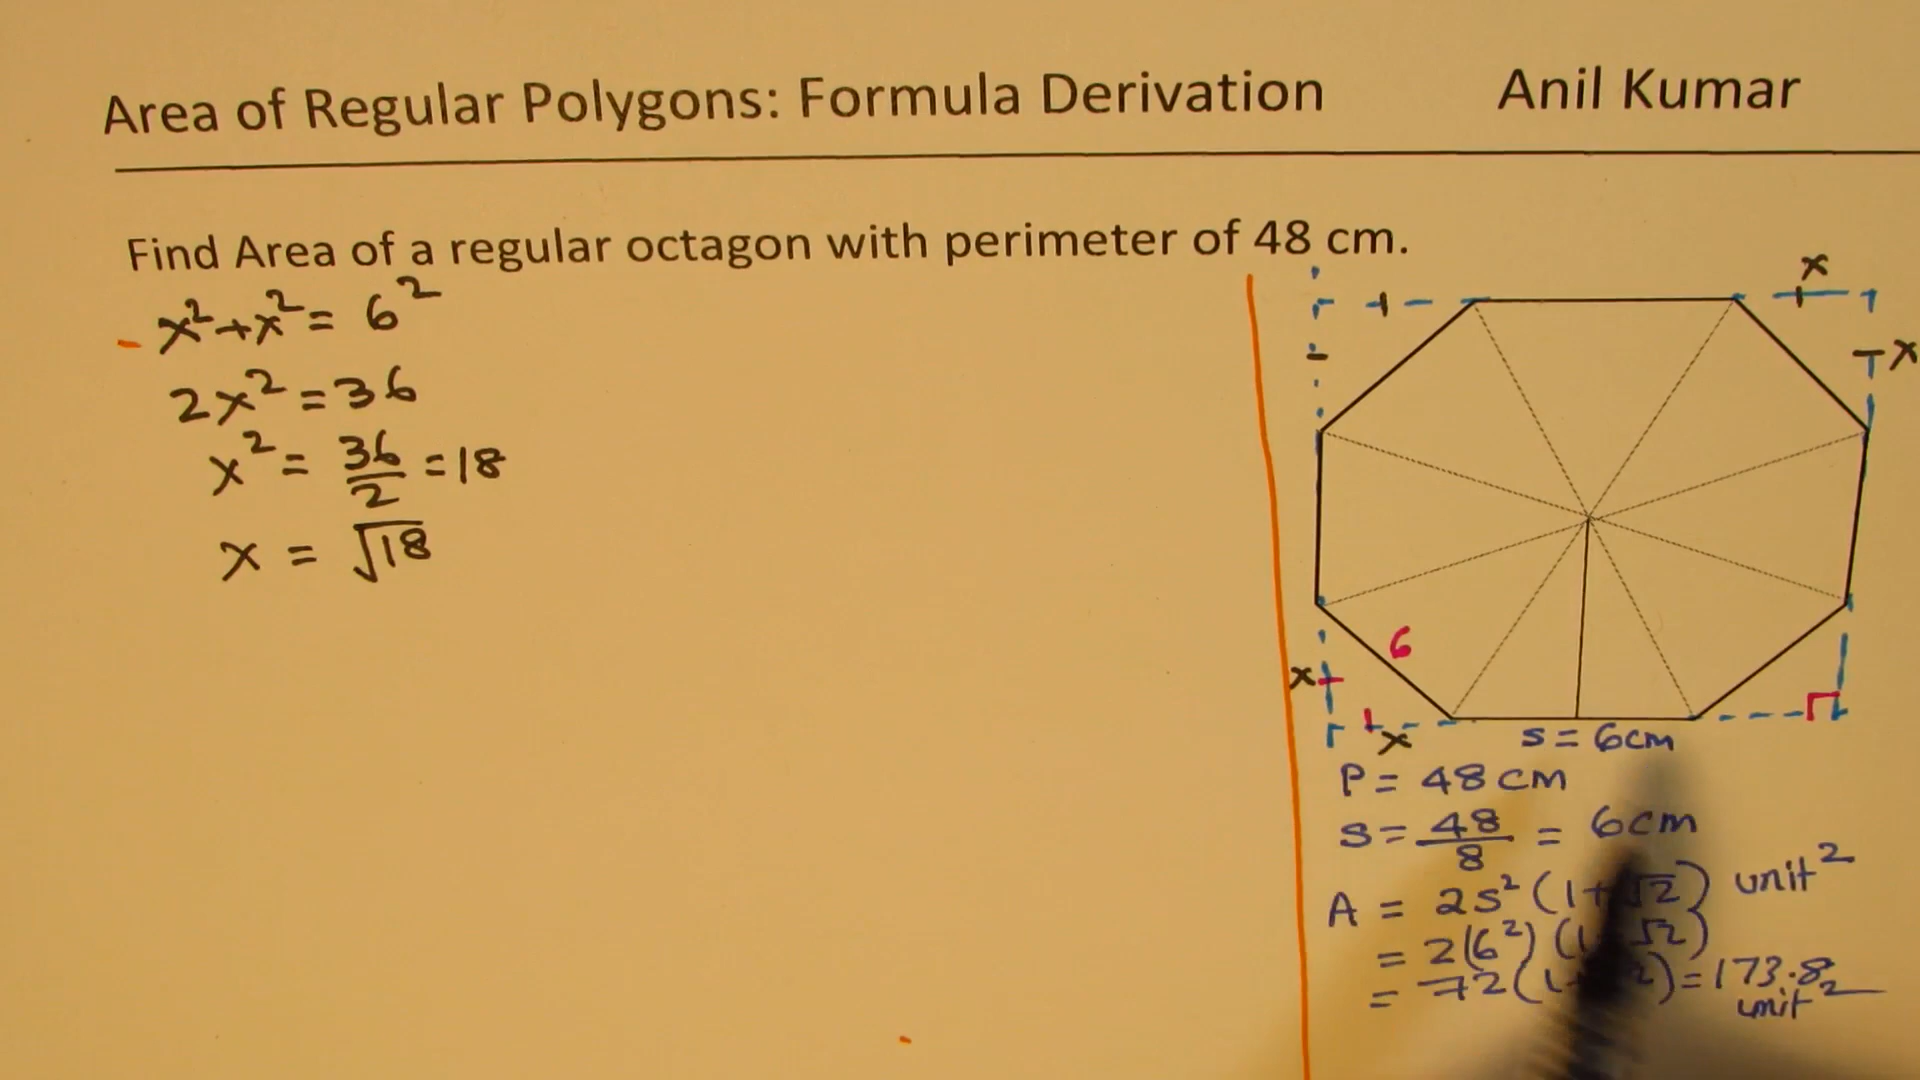 Area of Regular Polygons: Formula Derivation Anil Kumar
Find Area of a regular octagon with perimeter of 48 cm.
x² + x² = 6²
2x² = 36
x² = 36/2 = 18
x = √18
x
x
6
x
x
s = 6cm
P = 48 cm
S = 48/8 = 6cm
A = 2s² (1+√2) unit²
= 2(6²) (1 √2)
= 72(1+ 2) = 173.8 unit²